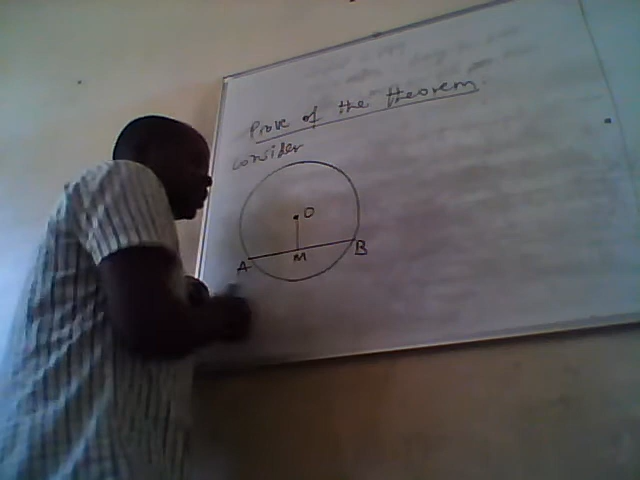 Prove of the theorem
consider
O
A M B